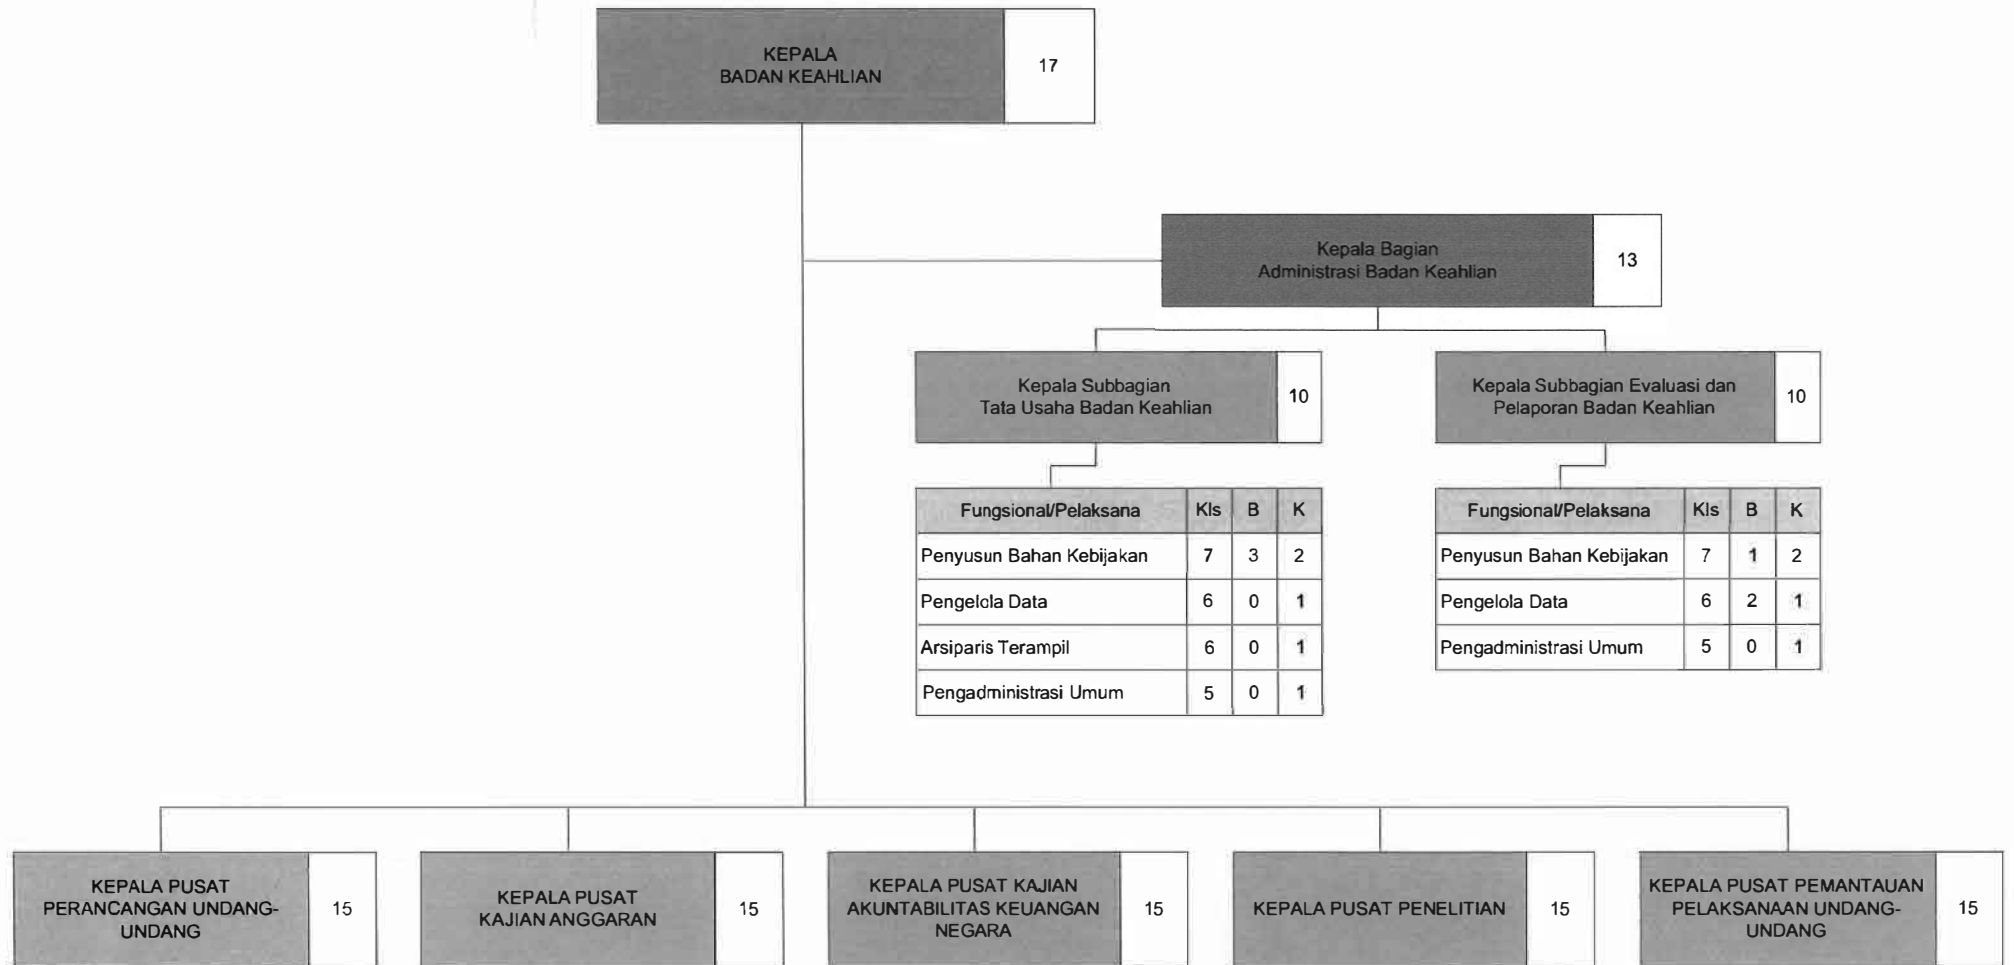 KEPALA
BADAN KEAHLIAN
17
Kepala Bagian
Administrasi Badan Keahlian
13
Kepala Subbagian
Tata Usaha Badan Keahlian
10
Kepala Subbagian Evaluasi dan
Pelaporan Badan Keahlian
10
Fungsional/Pelaksana Kls B K
Penyusun Bahan Kebijakan 7 3 2
Pengelola Data 6 0 1
Arsiparis Terampil 6 0 1
Pengadministrasi Umum 5 0 1
Fungsional/Pelaksana Kls B K
Penyusun Bahan Kebijakan 7 1 2
Pengelola Data 6 2 1
Pengadministrasi Umum 5 0 1
KEPALA PUSAT
PERANCANGAN UNDANG-
UNDANG
15
KEPALA PUSAT
KAJIAN ANGGARAN
15
KEPALA PUSAT KAJIAN
AKUNTABILITAS KEUANGAN
NEGARA
15
KEPALA PUSAT PENELITIAN
15
KEPALA PUSAT PEMANTAUAN
PELAKSANAAN UNDANG-
UNDANG
15